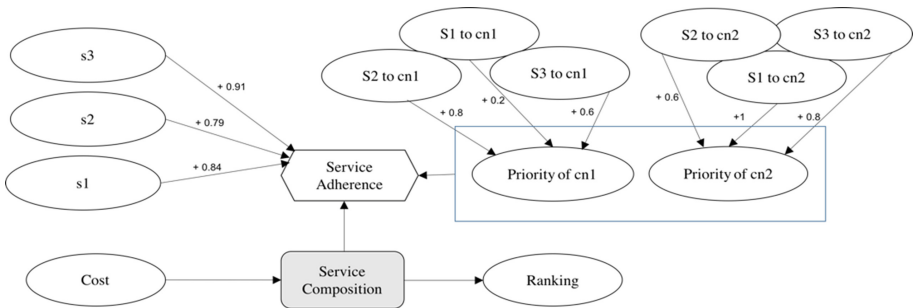 s3
s2
s1
+ 0.91
+ 0.79
+ 0.84
Service
Adherence
S1 to cn1
S2 to cn1
S3 to cn1
+ 0.8
+ 0.2
+ 0.6
Priority of cn1
S2 to cn2
S3 to cn2
S1 to cn2
+ 0.6
+1
+ 0.8
Priority of cn2
Cost
Service
Composition
Ranking